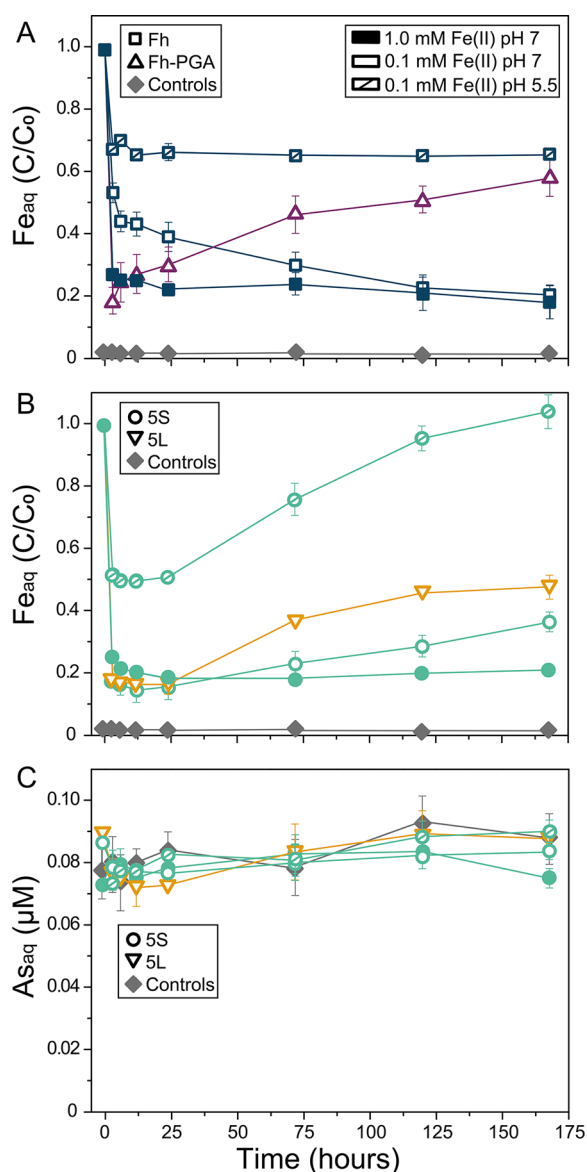 A
Fh
Fh-PGA
Controls
1.0 mM Fe(II) pH 7
0.1 mM Fe(II) pH 7
0.1 mM Fe(II) pH 5.5
Feaq (C/C₀)
1.0
0.8
0.6
0.4
0.2
0
B
5S
5L
Controls
Feaq (C/C₀)
1.0
0.8
0.6
0.4
0.2
0.0
C
5S
5L
Controls
Asaq (µM)
0.10
0.08
0.06
0.04
0.02
0
0 25 50 75 100 125 150 175
Time (hours)